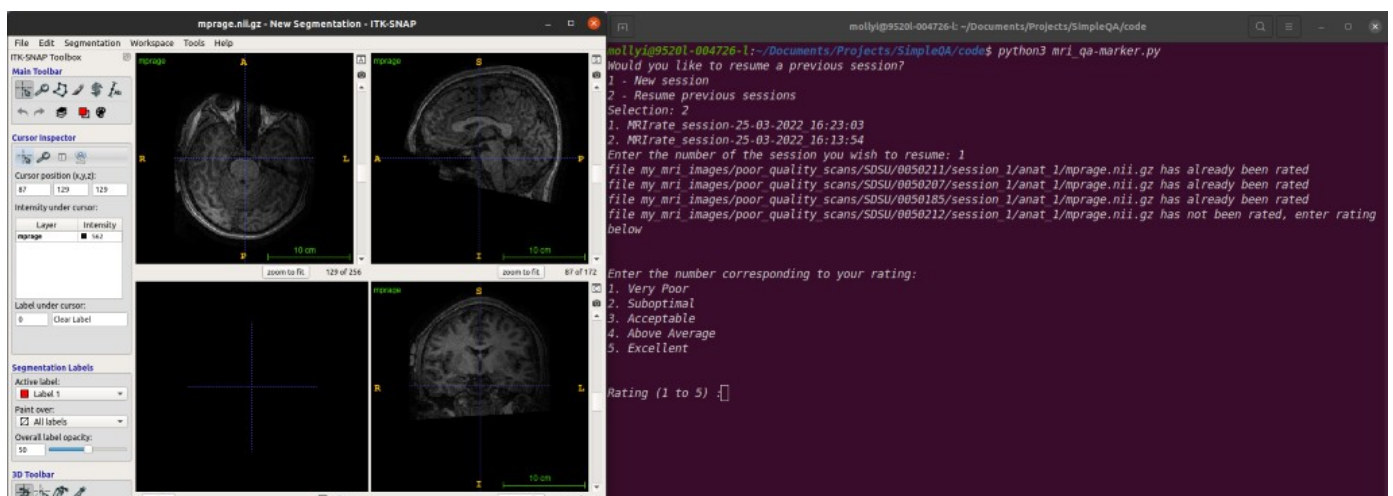 mprage.nii.gz - New Segmentation - ITK-SNAP
File Edit Segmentation Workspace Tools Help
ITK-SNAP Toolbox
Main Toolbar
Cursor Inspector
Cursor position (x,y,z):
87 129 129
Intensity under cursor:
Layer Intensity
mprage 562
Label under cursor:
0 Clear Label
Segmentation Labels
Active label:
Label 1
Paint over:
All labels
Overall label opacity:
50
3D Toolbar
mprage
A
R
L
P
10 cm
zoom to fit 129 of 256
mprage
S
A
P
I
10 cm
zoom to fit 87 of 172
mprage
S
R
L
I
10 cm
mollyi@9520l-004726-l: ~/Documents/Projects/SimpleQA/code
mollyi@9520l-004726-l:~/Documents/Projects/SimpleQA/code$ python3 mri_qa-marker.py
Would you like to resume a previous session?
1 - New session
2 - Resume previous sessions
Selection: 2
1. MRIrate_session-25-03-2022_16:23:03
2. MRIrate_session-25-03-2022_16:13:54
Enter the number of the session you wish to resume: 1
file my_mri_images/poor_quality_scans/SDSU/0050211/session_1/anat_1/mprage.nii.gz has already been rated
file my_mri_images/poor_quality_scans/SDSU/0050207/session_1/anat_1/mprage.nii.gz has already been rated
file my_mri_images/poor_quality_scans/SDSU/0050185/session_1/anat_1/mprage.nii.gz has already been rated
file my_mri_images/poor_quality_scans/SDSU/0050212/session_1/anat_1/mprage.nii.gz has not been rated, enter rating
below
Enter the number corresponding to your rating:
1. Very Poor
2. Suboptimal
3. Acceptable
4. Above Average
5. Excellent
Rating (1 to 5) :